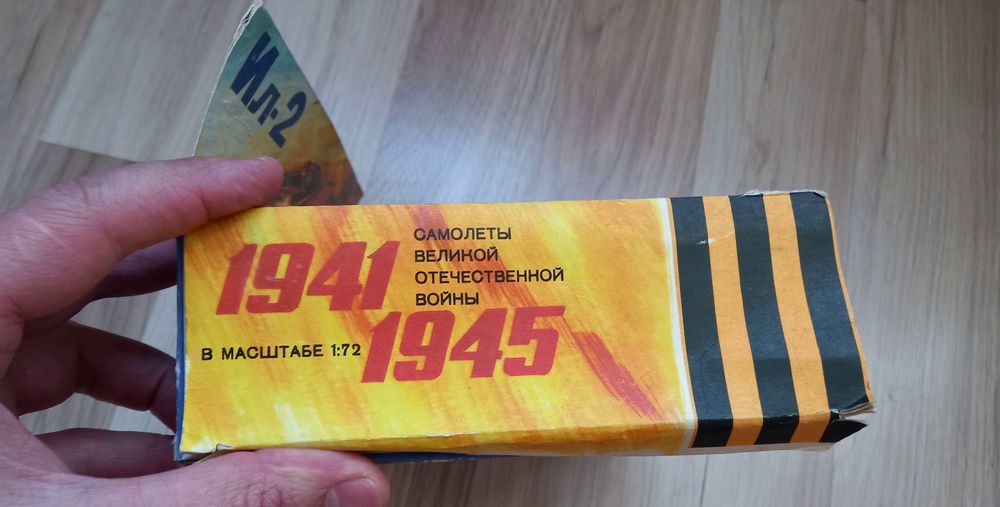 Ил-2
1941
САМОЛЕТЫ
ВЕЛИКОЙ
ОТЕЧЕСТВЕННОЙ
ВОЙНЫ
1945
В МАСШТАБЕ 1:72